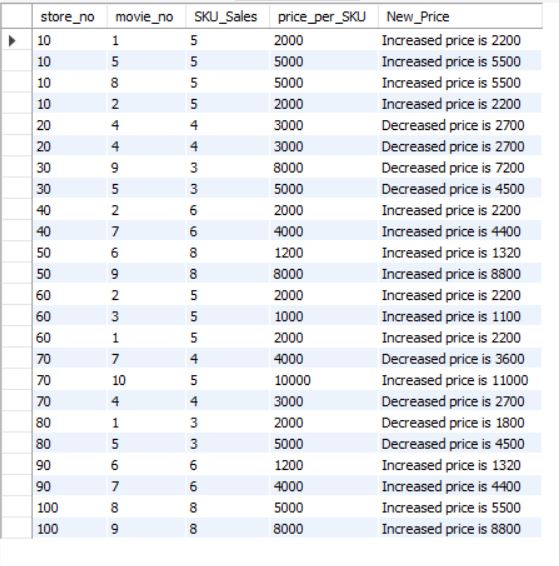 store_no movie_no SKU_Sales price_per_SKU New_Price
10 1 5 2000 Increased price is 2200
10 5 5 5000 Increased price is 5500
10 8 5 5000 Increased price is 5500
10 2 5 2000 Increased price is 2200
20 4 4 3000 Decreased price is 2700
20 4 4 3000 Decreased price is 2700
30 9 3 8000 Decreased price is 7200
30 5 3 5000 Decreased price is 4500
40 2 6 2000 Increased price is 2200
40 7 6 4000 Increased price is 4400
50 6 8 1200 Increased price is 1320
50 9 8 8000 Increased price is 8800
60 2 5 2000 Increased price is 2200
60 3 5 1000 Increased price is 1100
60 1 5 2000 Increased price is 2200
70 7 4 4000 Decreased price is 3600
70 10 5 10000 Increased price is 11000
70 4 4 3000 Decreased price is 2700
80 1 3 2000 Decreased price is 1800
80 5 3 5000 Decreased price is 4500
90 6 6 1200 Increased price is 1320
90 7 6 4000 Increased price is 4400
100 8 8 5000 Increased price is 5500
100 9 8 8000 Increased price is 8800